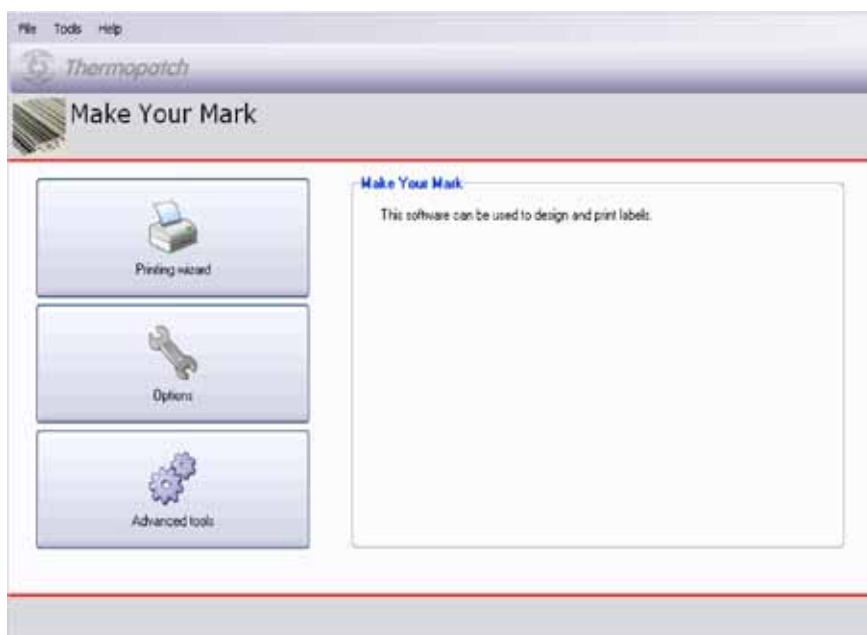 File Tools Help
Thermopatch
Make Your Mark
Make Your Mark
This software can be used to design and print labels.
Printing wizard
Options
Advanced tools